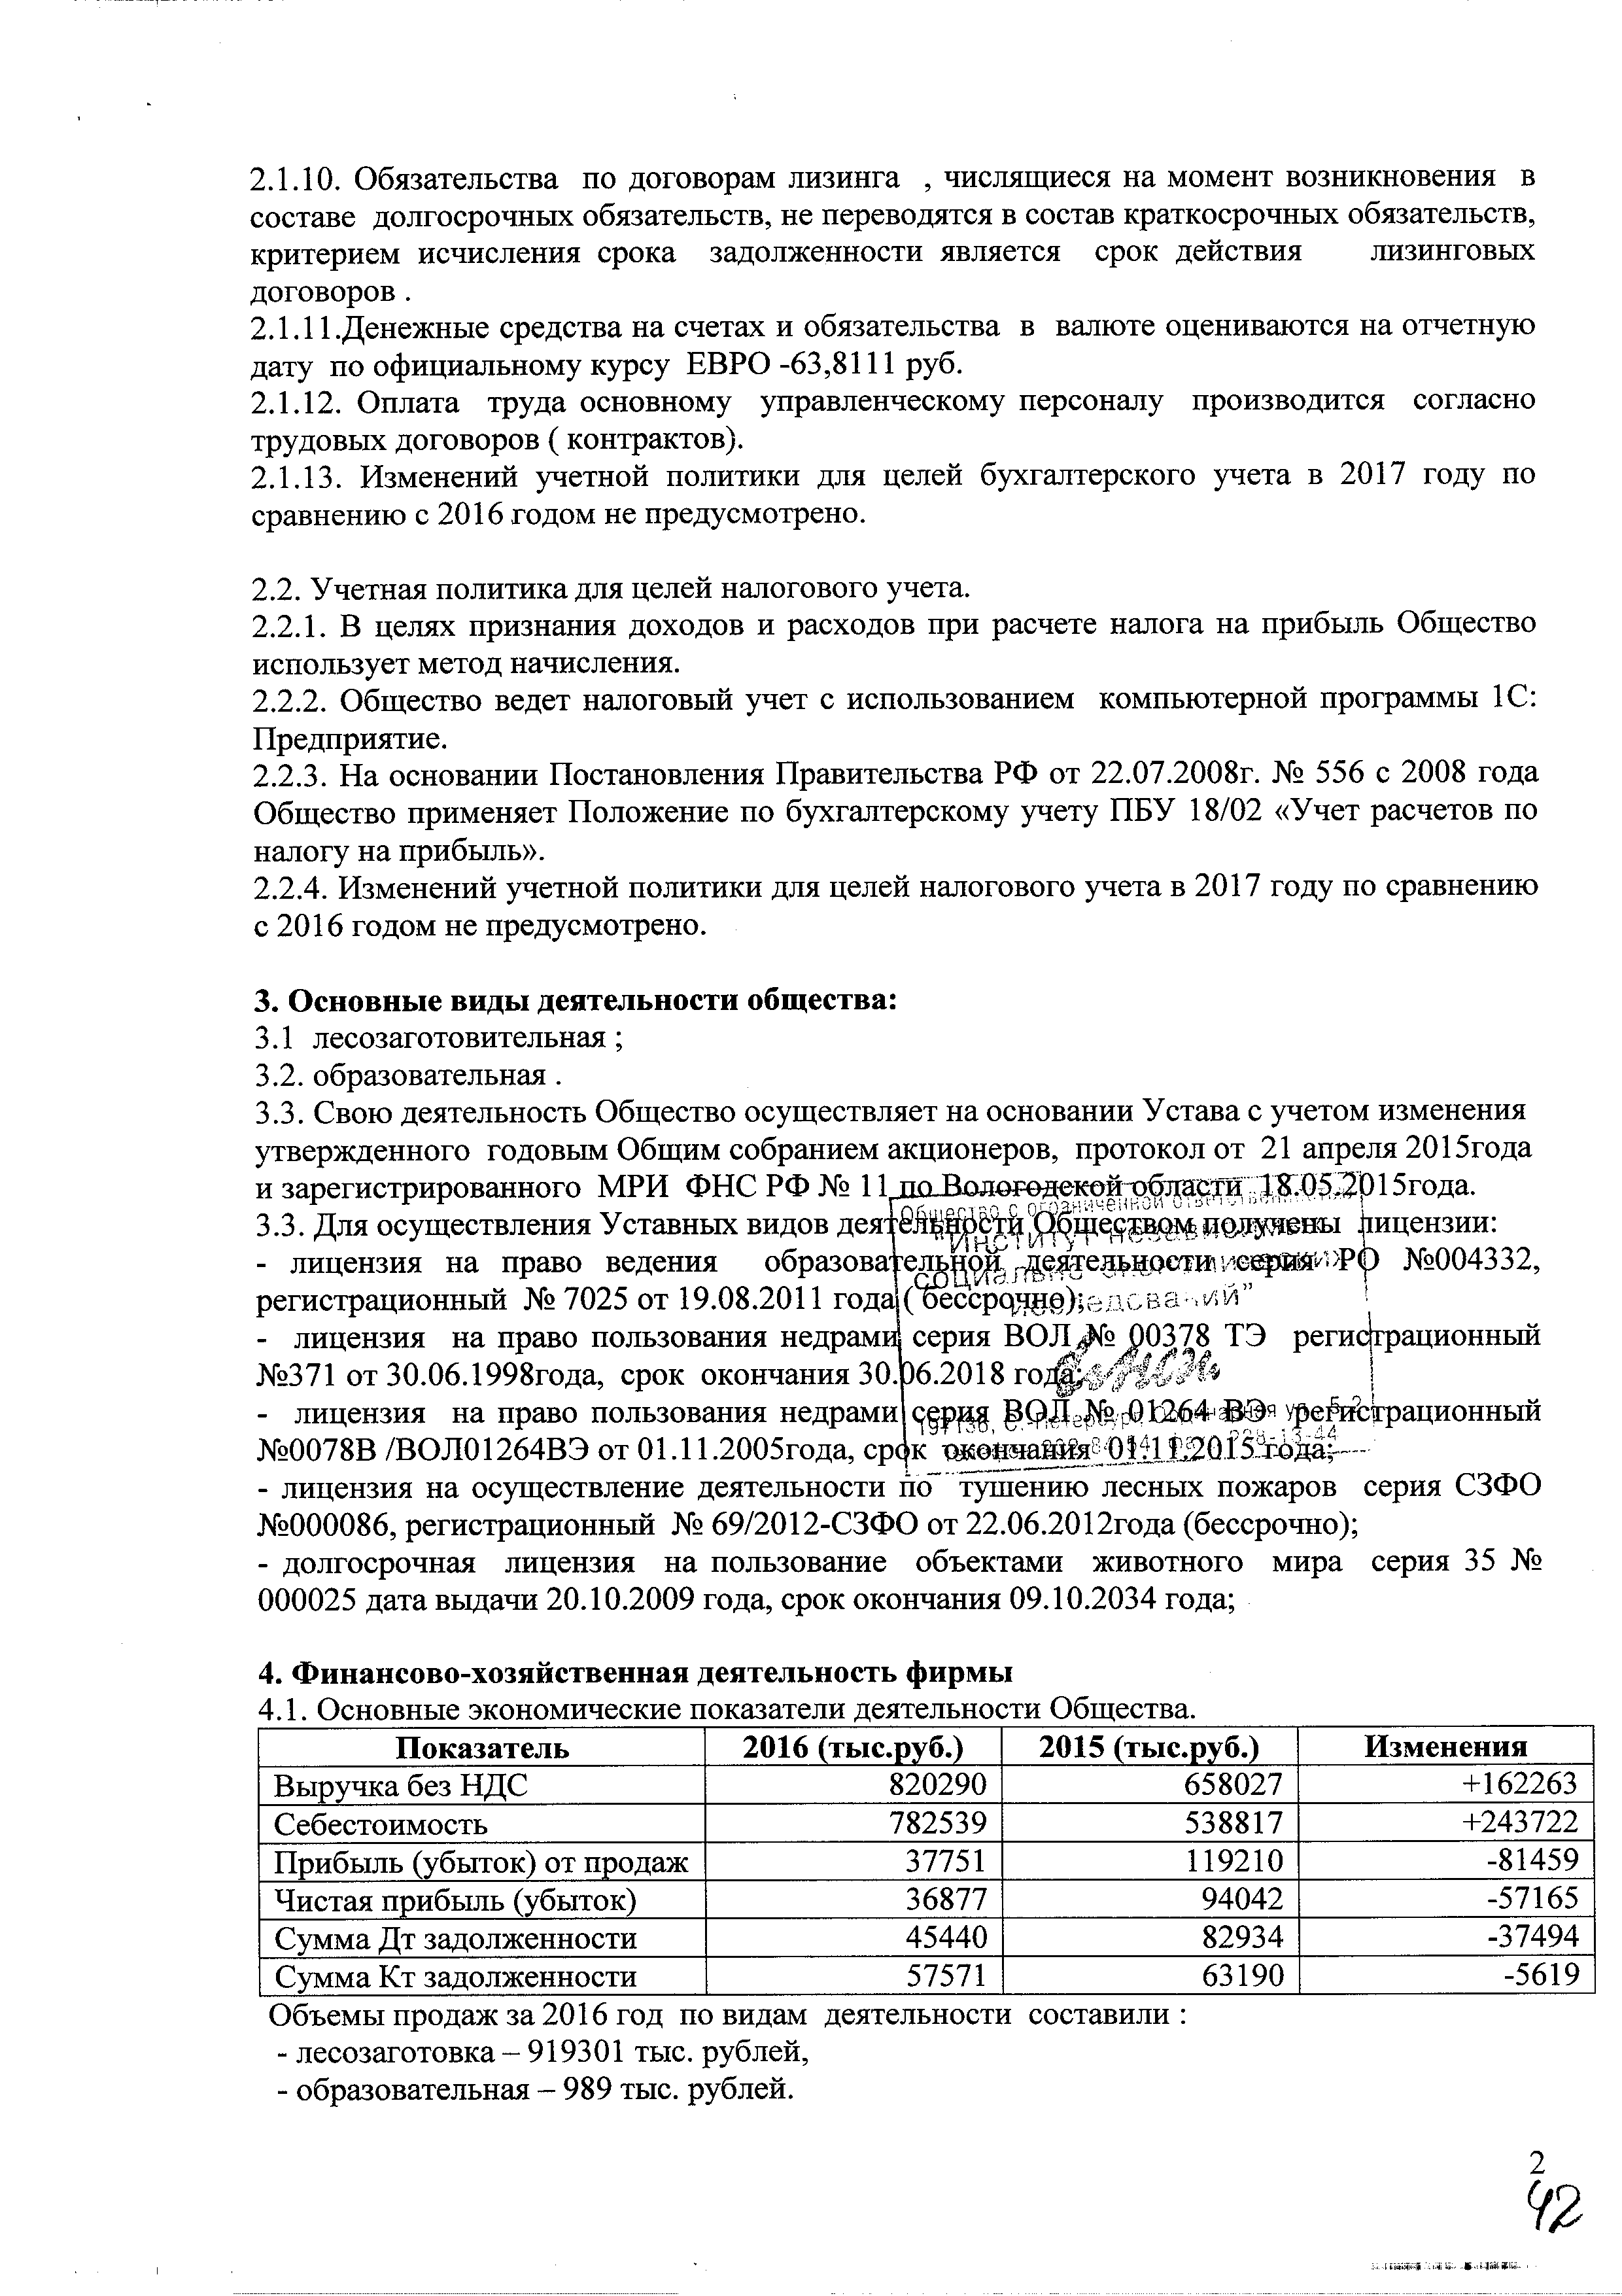 2.1.10. Обязательства по договорам лизинга , числящиеся на момент возникновения в
составе долгосрочных обязательств, не переводятся в состав краткосрочных обязательств,
критерием исчисления срока задолженности является срок действия лизинговых
договоров .
2.1.11.Денежные средства на счетах и обязательства в валюте оцениваются на отчетную
дату по официальному курсу ЕВРО -63,8111 руб.
2.1.12. Оплата труда основному управленческому персоналу производится согласно
трудовых договоров ( контрактов).
2.1.13. Изменений учетной политики для целей бухгалтерского учета в 2017 году по
сравнению с 2016 годом не предусмотрено.
2.2. Учетная политика для целей налогового учета.
2.2.1. В целях признания доходов и расходов при расчете налога на прибыль Общество
использует метод начисления.
2.2.2. Общество ведет налоговый учет с использованием компьютерной программы 1С:
Предприятие.
2.2.3. На основании Постановления Правительства РФ от 22.07.2008г. № 556 с 2008 года
Общество применяет Положение по бухгалтерскому учету ПБУ 18/02 «Учет расчетов по
налогу на прибыль».
2.2.4. Изменений учетной политики для целей налогового учета в 2017 году по сравнению
с 2016 годом не предусмотрено.
3. Основные виды деятельности общества:
3.1 лесозаготовительная ;
3.2. образовательная .
3.3. Свою деятельность Общество осуществляет на основании Устава с учетом изменения
утвержденного годовым Общим собранием акционеров, протокол от 21 апреля 2015года
и зарегистрированного МРИ ФНС РФ № 11 по Вологодской области 18.05.2015года.
3.3. Для осуществления Уставных видов деятельности Обществом получены лицензии:
- лицензия на право ведения образовательной деятельности серия РО №004332,
регистрационный № 7025 от 19.08.2011 года ( бессрочно);
- лицензия на право пользования недрами серия ВОЛ № 00378 ТЭ регистрационный
№371 от 30.06.1998года, срок окончания 30.06.2018 года;
- лицензия на право пользования недрами серия ВОЛ № 01264 ВЭ регистрационный
№0078В /ВОЛ01264ВЭ от 01.11.2005года, срок окончания 01.11.2015 года;
- лицензия на осуществление деятельности по тушению лесных пожаров серия СЗФО
№000086, регистрационный № 69/2012-СЗФО от 22.06.2012года (бессрочно);
- долгосрочная лицензия на пользование объектами животного мира серия 35 №
000025 дата выдачи 20.10.2009 года, срок окончания 09.10.2034 года;
Общество с ограниченной
"Институт независимых
социально-экономических
исследований"
197136, С.-Петербург,
228-13-44
4. Финансово-хозяйственная деятельность фирмы
4.1. Основные экономические показатели деятельности Общества.
Показатель 2016 (тыс.руб.) 2015 (тыс.руб.) Изменения
Выручка без НДС 820290 658027 +162263
Себестоимость 782539 538817 +243722
Прибыль (убыток) от продаж 37751 119210 -81459
Чистая прибыль (убыток) 36877 94042 -57165
Сумма Дт задолженности 45440 82934 -37494
Сумма Кт задолженности 57571 63190 -5619
Объемы продаж за 2016 год по видам деятельности составили :
- лесозаготовка – 919301 тыс. рублей,
- образовательная – 989 тыс. рублей.
2
42